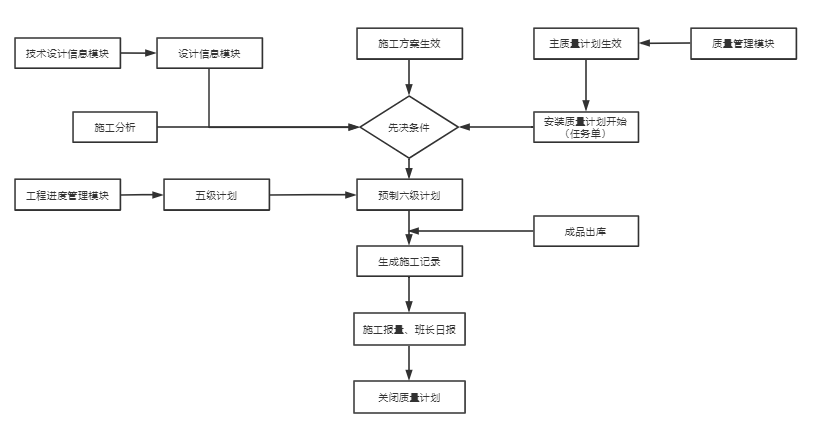 技术设计信息模块
设计信息模块
施工方案生效
主质量计划生效
质量管理模块
施工分析
先决条件
安装质量计划开始
（任务单）
工程进度管理模块
五级计划
预制六级计划
成品出库
生成施工记录
施工报量、班长日报
关闭质量计划